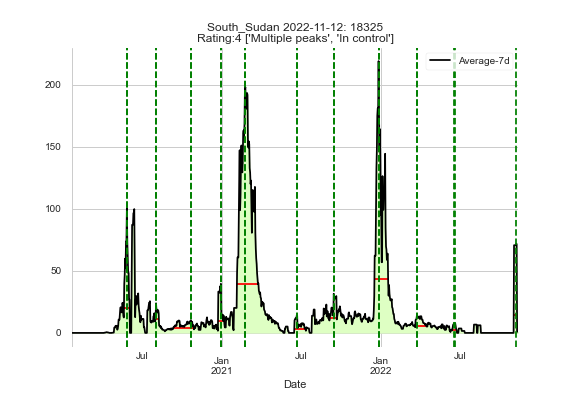 South_Sudan 2022-11-12: 18325
Rating:4 ['Multiple peaks', 'In control']
Average-7d
200
150
100
50
0
Jul
Jan
2021
Jul
Jan
2022
Jul
Date